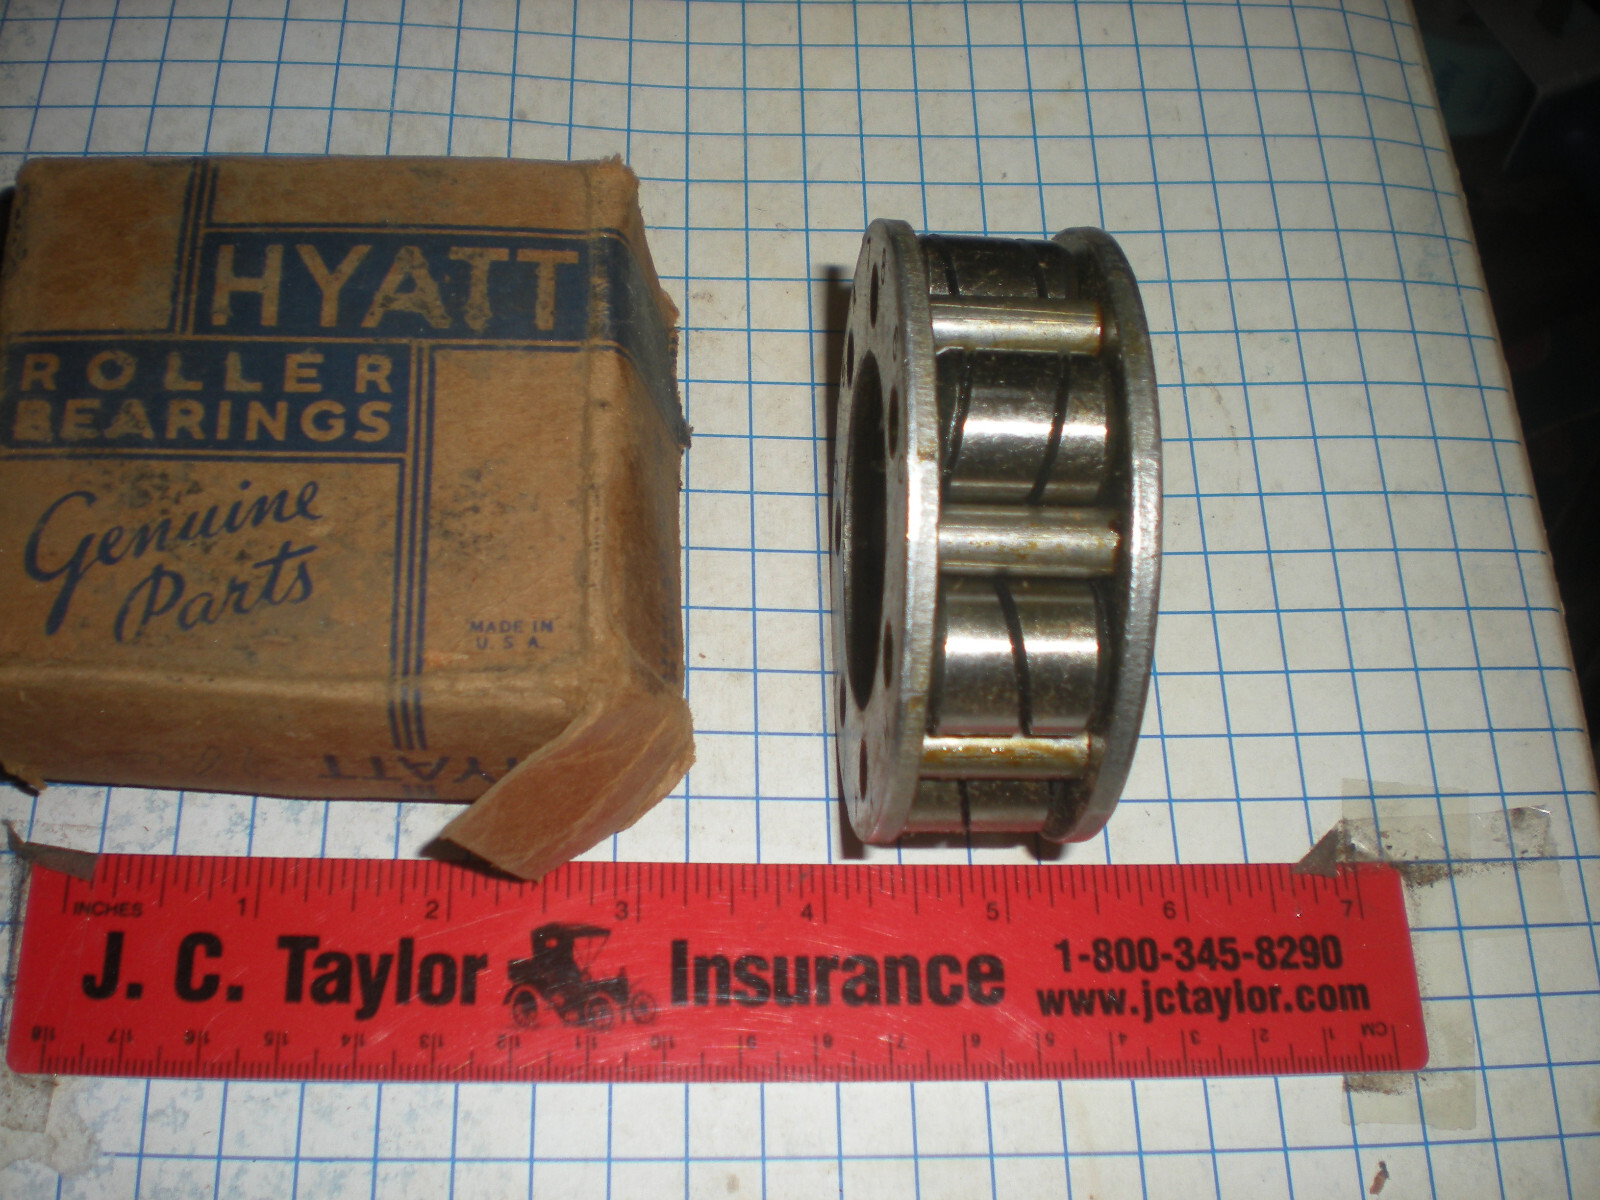 HYATT
ROLLER
BEARINGS
Genuine
Parts
MADE IN
U. S. A.
HYATT
INCHES 1 2 3 4 5 6 7
J. C. Taylor Insurance
1-800-345-8290
www.jctaylor.com
18 17 16 15 14 13 12 11 10 9 8 7 6 5 4 3 2 1 CM